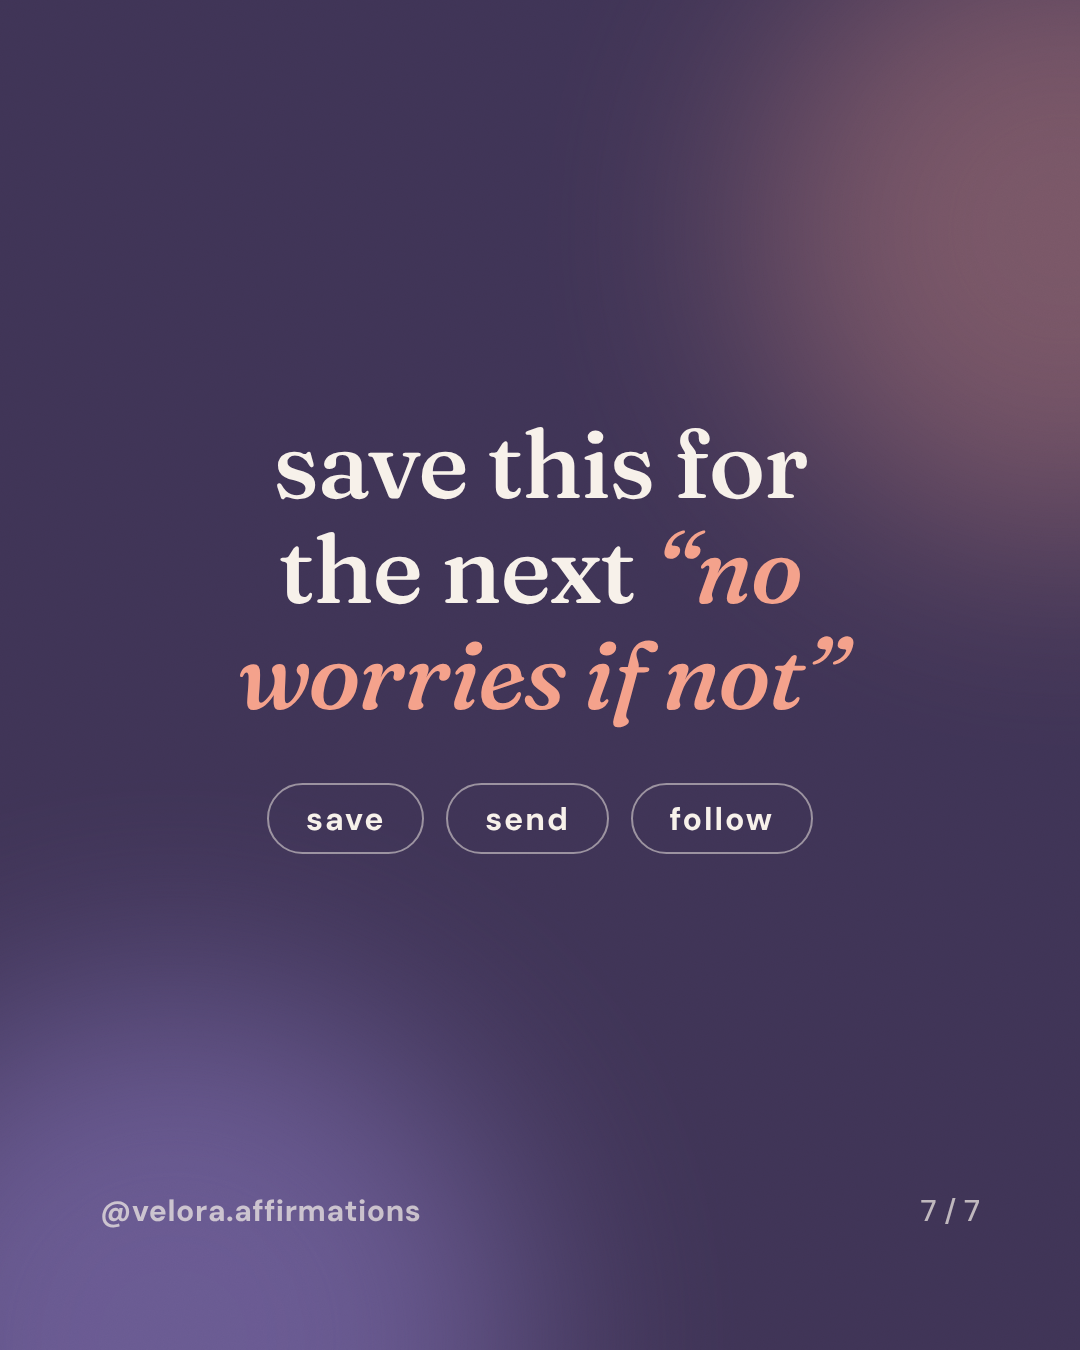 save this for
the next “no
worries if not”
save send follow
@velora.affirmations 7 / 7